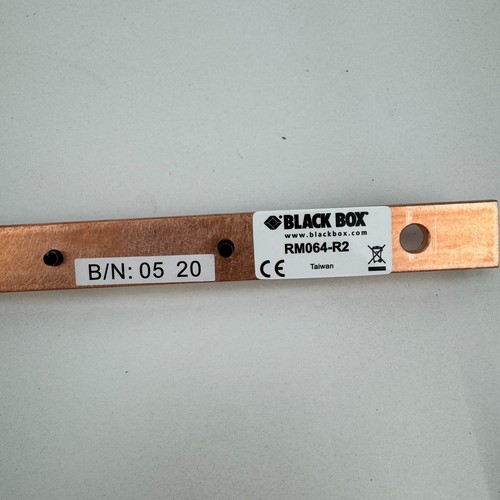 BLACK BOX
www.blackbox.com
RM064-R2
CE
Taiwan
B/N: 05 20